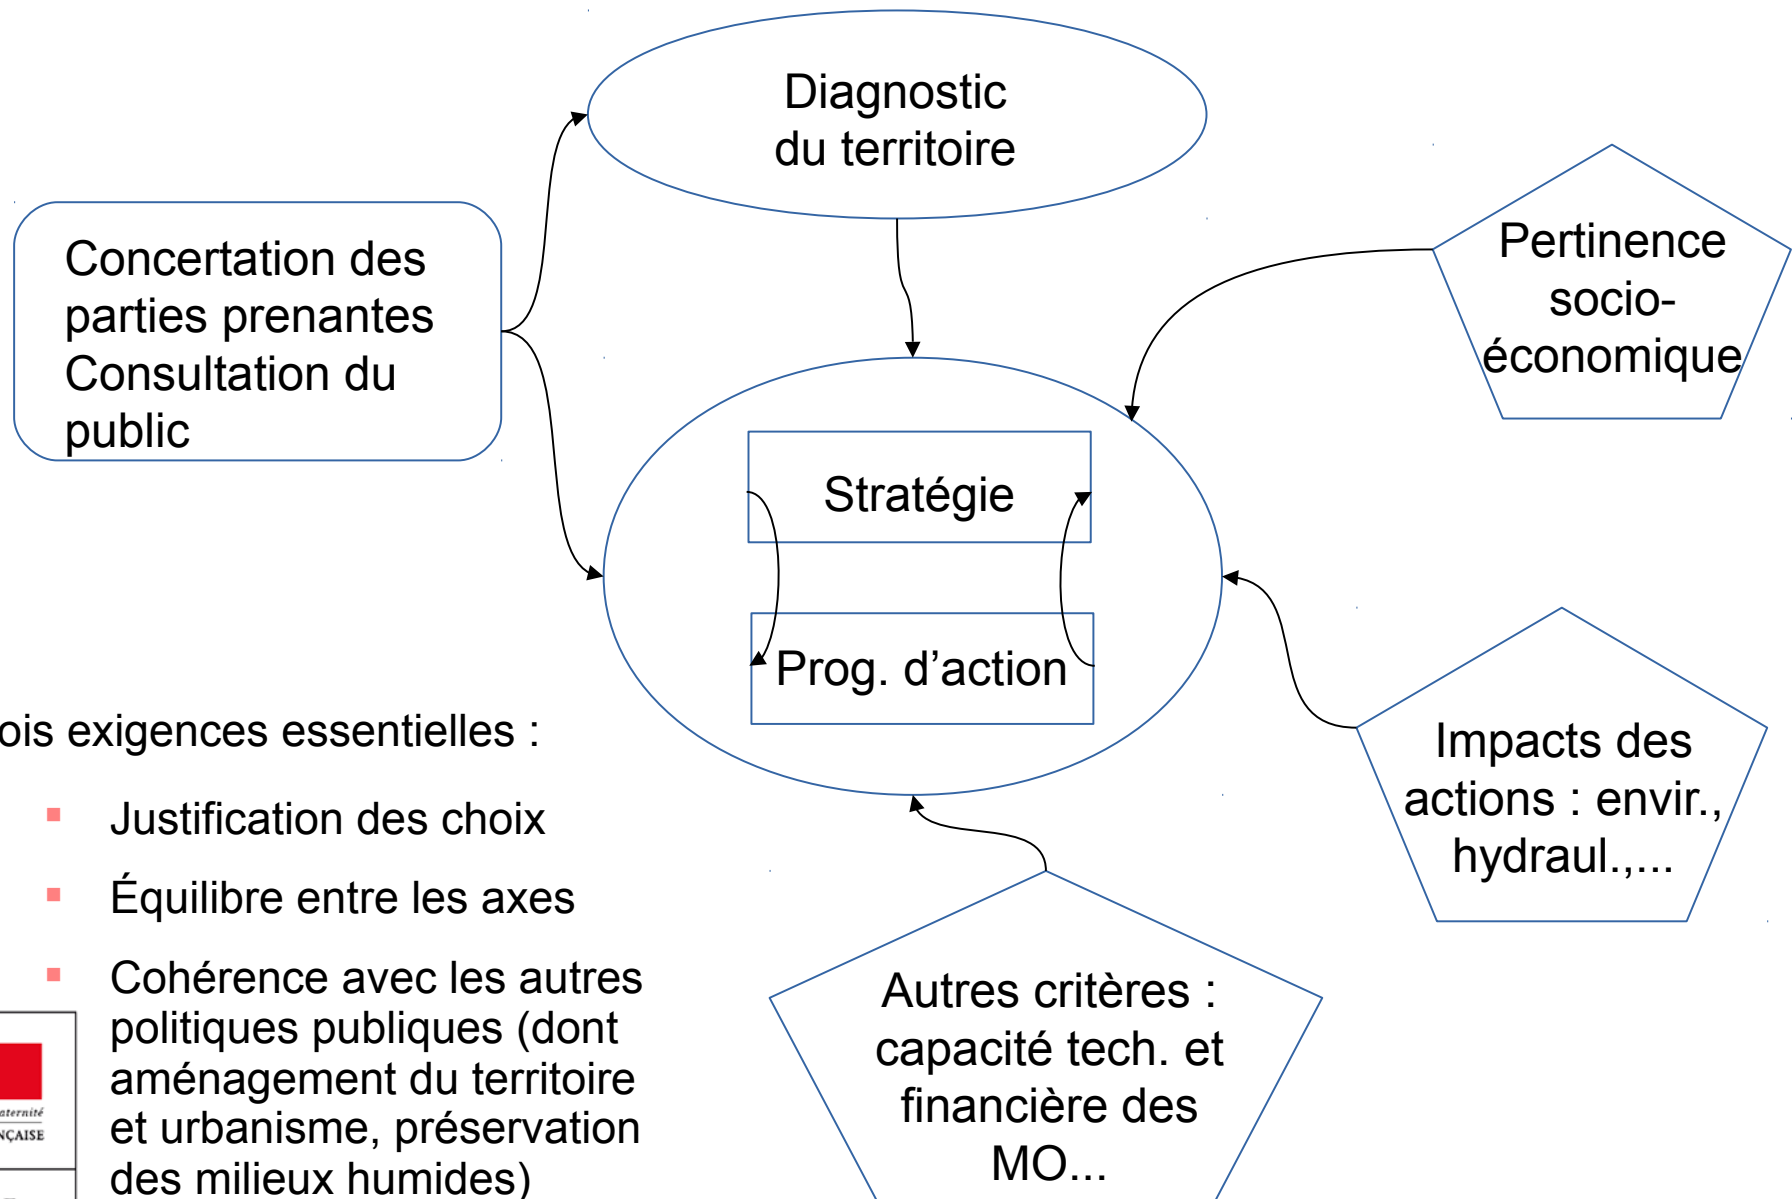 Diagnostic
du territoire
Concertation des
parties prenantes
Consultation du
public
Pertinence
socio-
économique
Stratégie
Prog. d’action
Impacts des
actions : envir.,
hydraul.,...
Autres critères :
capacité tech. et
financière des
MO...
ois exigences essentielles :
Justification des choix
Équilibre entre les axes
Cohérence avec les autres
politiques publiques (dont
aménagement du territoire
et urbanisme, préservation
des milieux humides)
aternité
NÇAISE